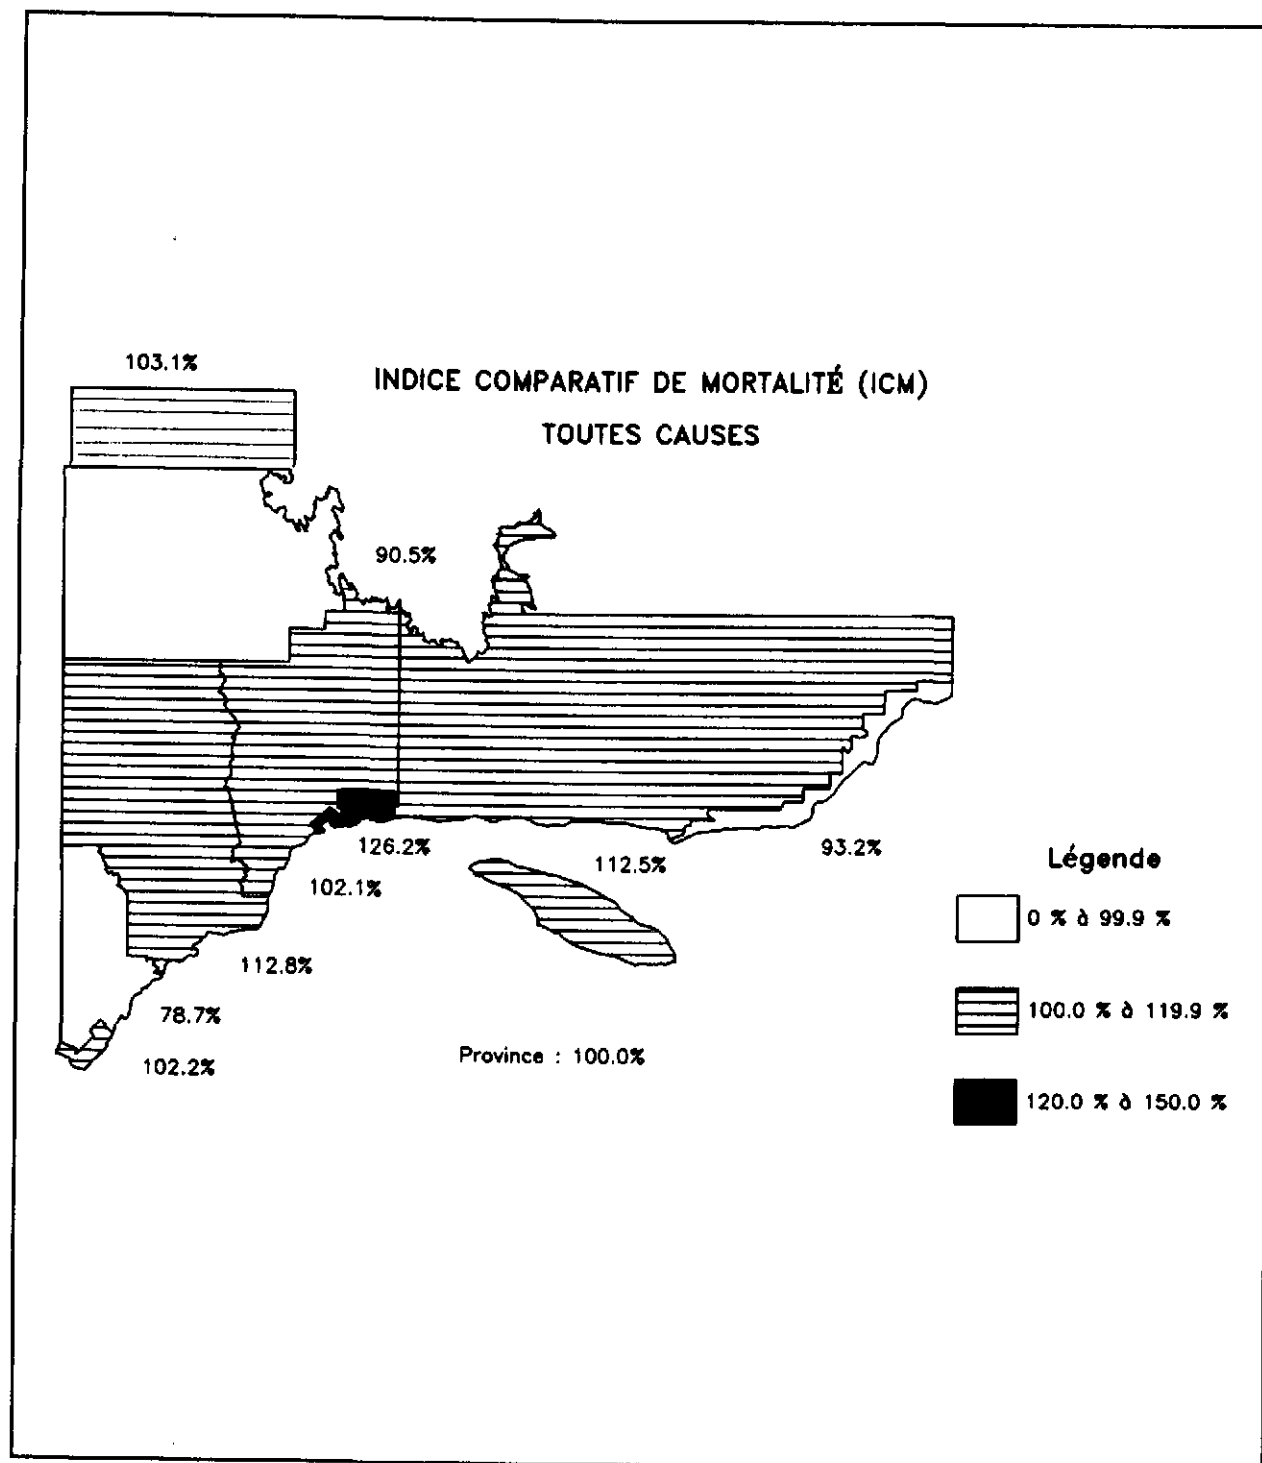 103.1%
INDICE COMPARATIF DE MORTALITÉ (ICM)
TOUTES CAUSES
90.5%
126.2%
112.5%
93.2%
102.1%
112.8%
78.7%
102.2%
Province : 100.0%
Légende
0 % à 99.9 %
100.0 % à 119.9 %
120.0 % à 150.0 %